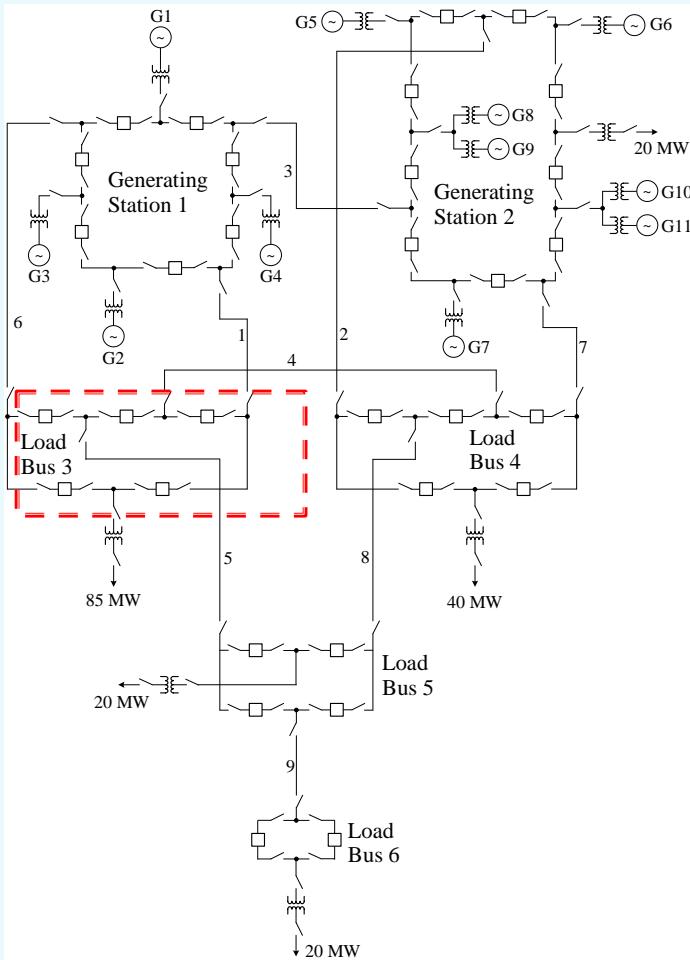 G1
G5
G6
G8
G9
20 MW
3
Generating
Station 1
Generating
Station 2
G10
G11
G3
G4
G2
G7
6
1
2
7
4
Load
Bus 3
Load
Bus 4
5
8
85 MW
40 MW
Load
Bus 5
20 MW
9
Load
Bus 6
20 MW